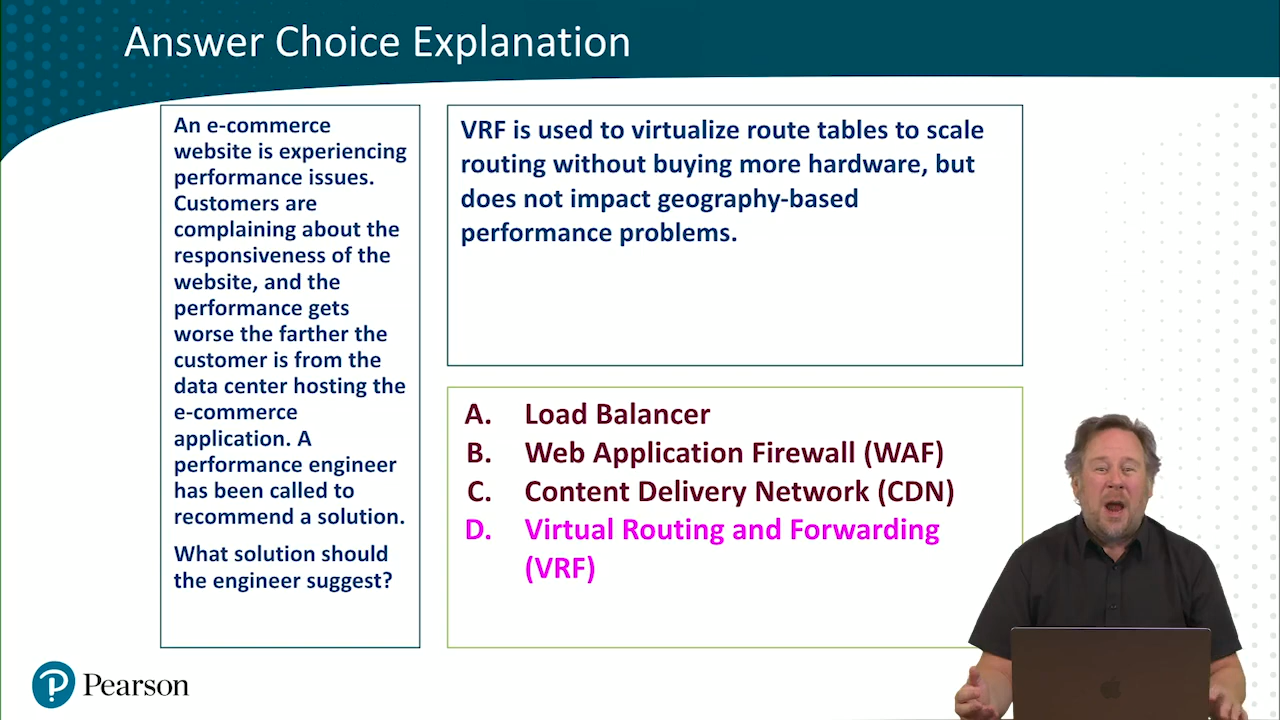 Answer Choice Explanation
An e-commerce
website is experiencing
performance issues.
Customers are
complaining about the
responsiveness of the
website, and the
performance gets
worse the farther the
customer is from the
data center hosting the
e-commerce
application. A
performance engineer
has been called to
recommend a solution.
What solution should
the engineer suggest?
VRF is used to virtualize route tables to scale
routing without buying more hardware, but
does not impact geography-based
performance problems.
A. Load Balancer
B. Web Application Firewall (WAF)
C. Content Delivery Network (CDN)
D. Virtual Routing and Forwarding
(VRF)
P Pearson